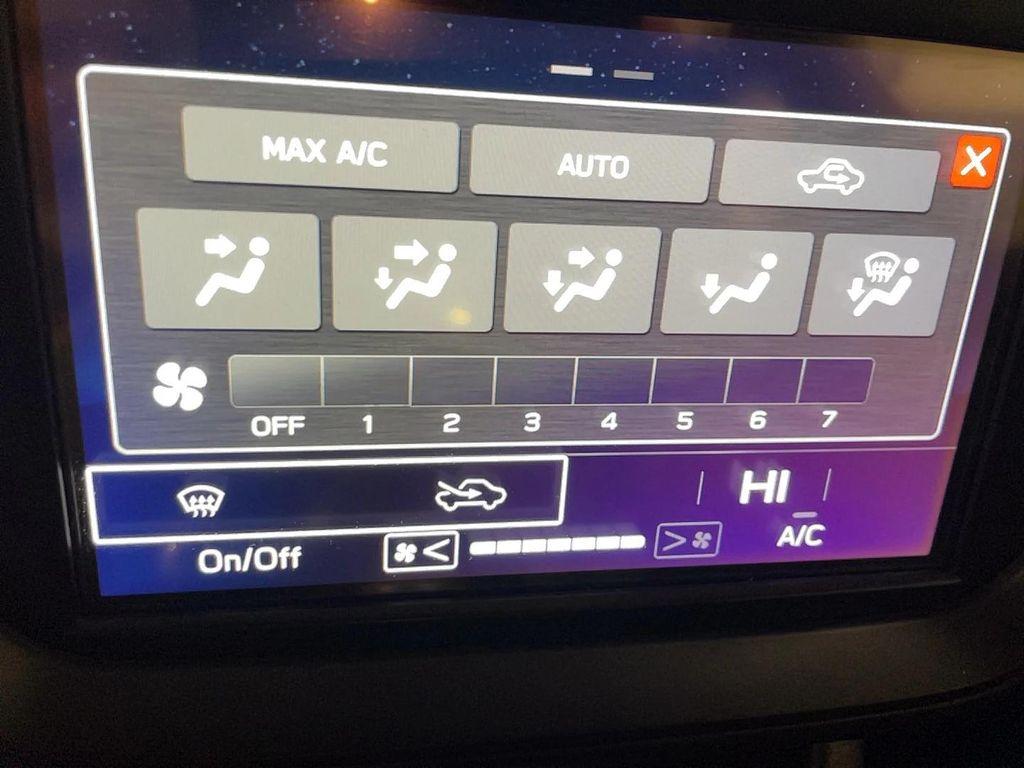 MAX A/C AUTO X
OFF 1 2 3 4 5 6 7
HI
On/Off < > A/C